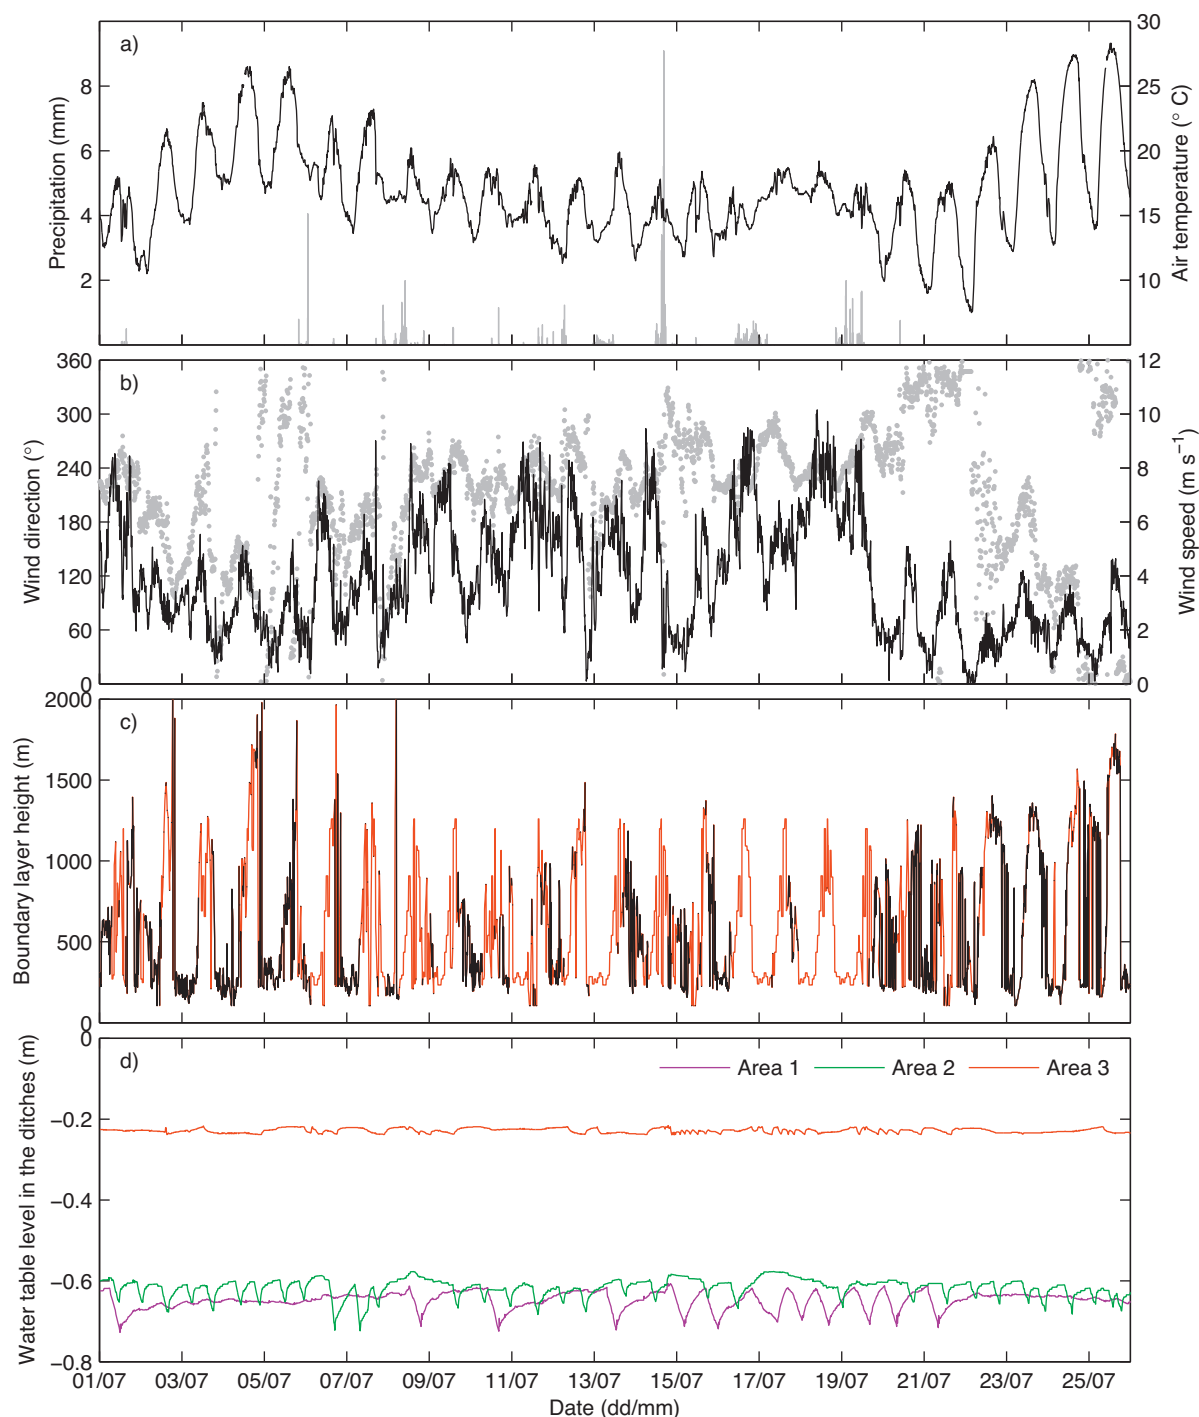 a)
Precipitation (mm)
8
6
4
2
30
25
20
15
10
Air temperature (° C)
b)
Wind direction (°)
360
300
240
180
120
60
0
12
10
8
6
4
2
0
Wind speed (m s⁻¹)
c)
Boundary layer height (m)
2000
1500
1000
500
0
d)
Water table level in the ditches (m)
0
−0.2
−0.4
−0.6
−0.8
Area 1 Area 2 Area 3
01/07 03/07 05/07 07/07 09/07 11/07 13/07 15/07 17/07 19/07 21/07 23/07 25/07
Date (dd/mm)